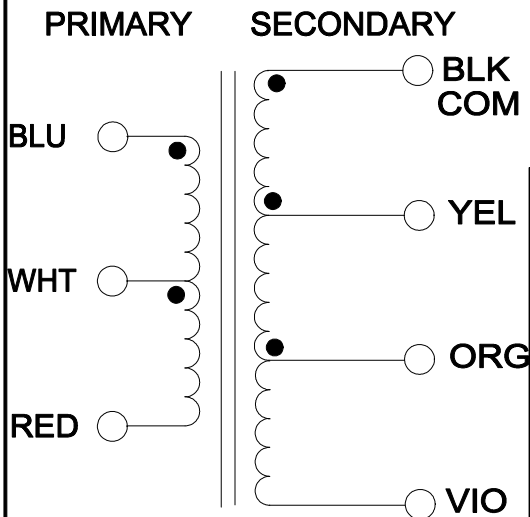 PRIMARY SECONDARY
BLK
COM
BLU
YEL
WHT
ORG
RED
VIO